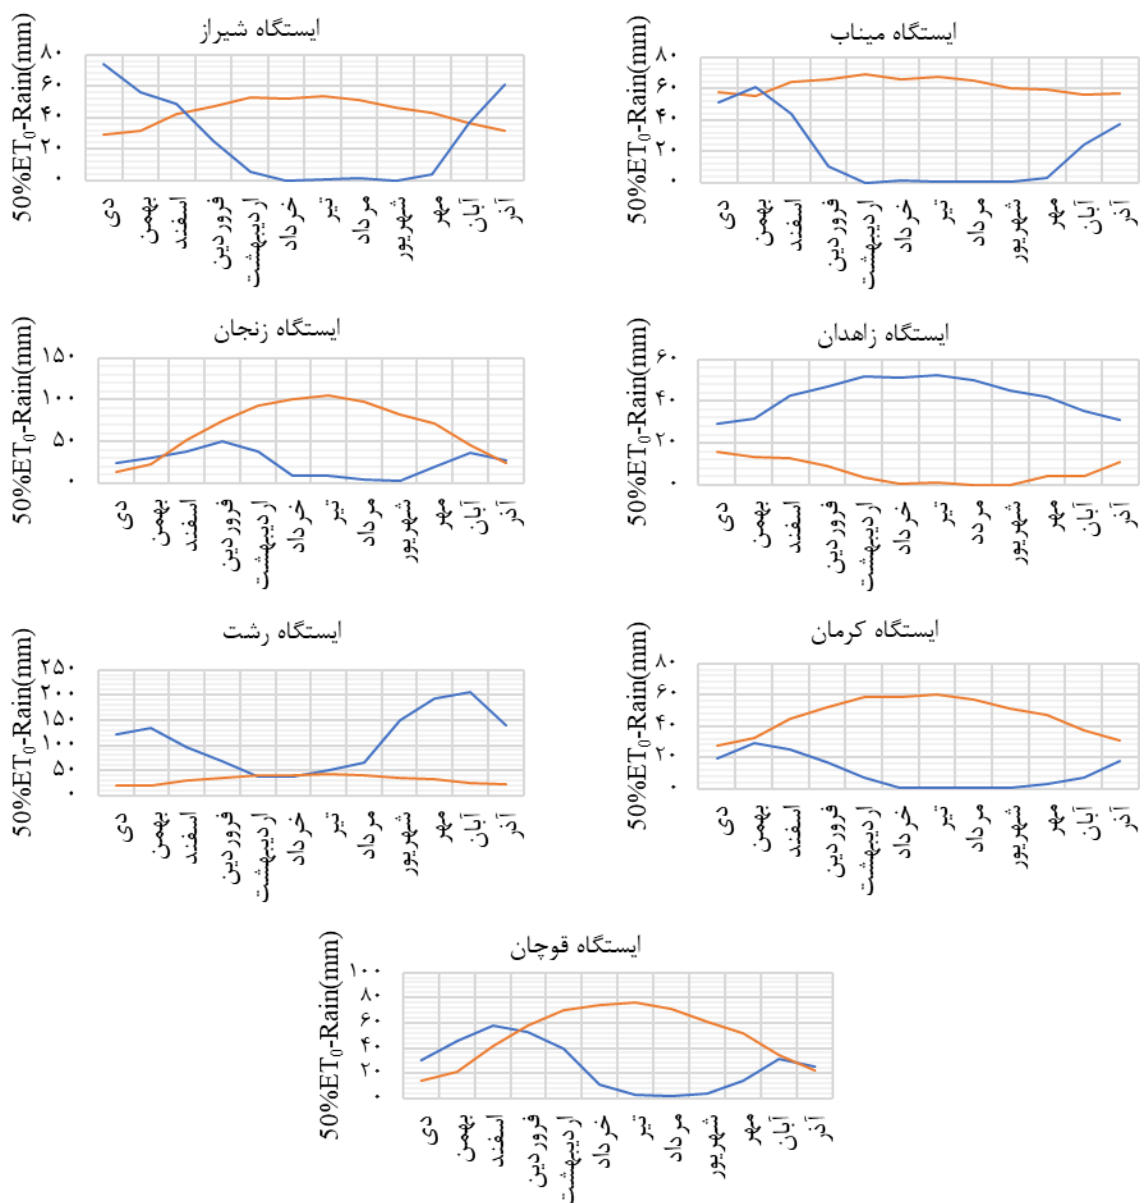 ایستگاه شیراز
50%ET₀-Rain(mm)
۸۰
۶۰
۴۰
۲۰
۰
دی
بهمن
اسفند
فروردین
اردیبهشت
خرداد
تیر
مرداد
شهریور
مهر
آبان
آذر
ایستگاه میناب
50%ET₀-Rain(mm)
۸۰
۶۰
۴۰
۲۰
۰
دی
بهمن
اسفند
فروردین
اردیبهشت
خرداد
تیر
مرداد
شهریور
مهر
آبان
آذر
ایستگاه زنجان
50%ET₀-Rain(mm)
۱۵۰
۱۰۰
۵۰
۰
دی
بهمن
اسفند
فروردین
اردیبهشت
خرداد
تیر
مرداد
شهریور
مهر
آبان
آذر
ایستگاه زاهدان
50%ET₀-Rain(mm)
۶۰
۴۰
۲۰
۰
دی
بهمن
اسفند
فروردین
اردیبهشت
خرداد
تیر
مردد
شهریور
مهر
آبان
آذر
ایستگاه رشت
50%ET₀-Rain(mm)
۲۵۰
۲۰۰
۱۵۰
۱۰۰
۵۰
۰
دی
بهمن
اسفند
فروردین
اردیبهشت
خرداد
تیر
مرداد
شهریور
مهر
آبان
آذر
ایستگاه کرمان
50%ET₀-Rain(mm)
۸۰
۶۰
۴۰
۲۰
۰
دی
بهمن
اسفند
فروردین
اردیبهشت
خرداد
تیر
مرداد
شهریور
مهر
آبان
آذر
ایستگاه قوچان
50%ET₀-Rain(mm)
۱۰۰
۸۰
۶۰
۴۰
۲۰
۰
دی
بهمن
اسفند
فروردین
اردیبهشت
خرداد
تیر
مرداد
شهریور
مهر
آبان
آذر